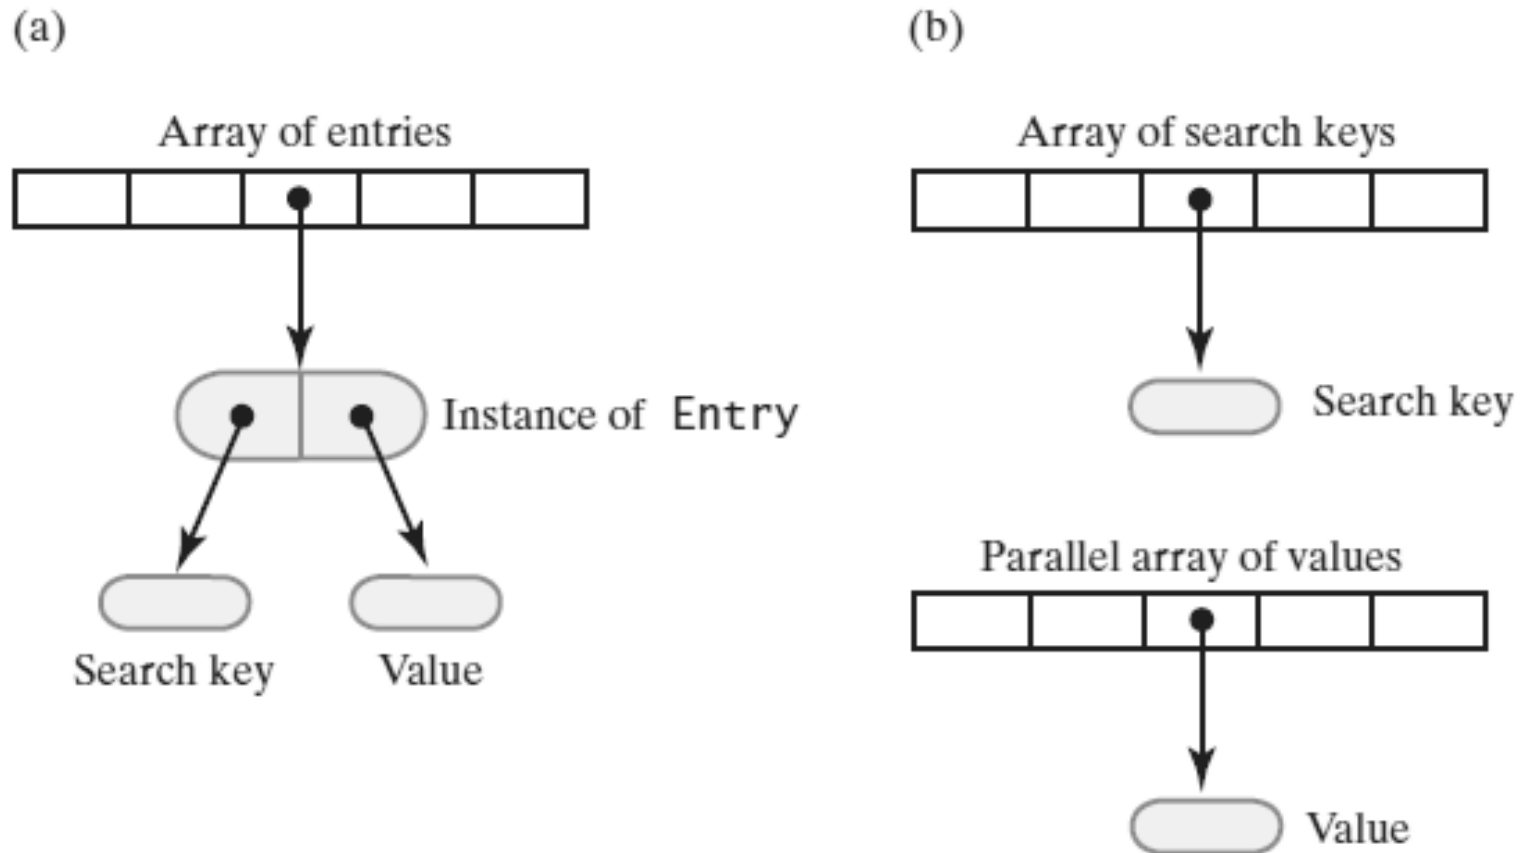 (a)
Array of entries
Instance of Entry
Search key
Value
(b)
Array of search keys
Search key
Parallel array of values
Value